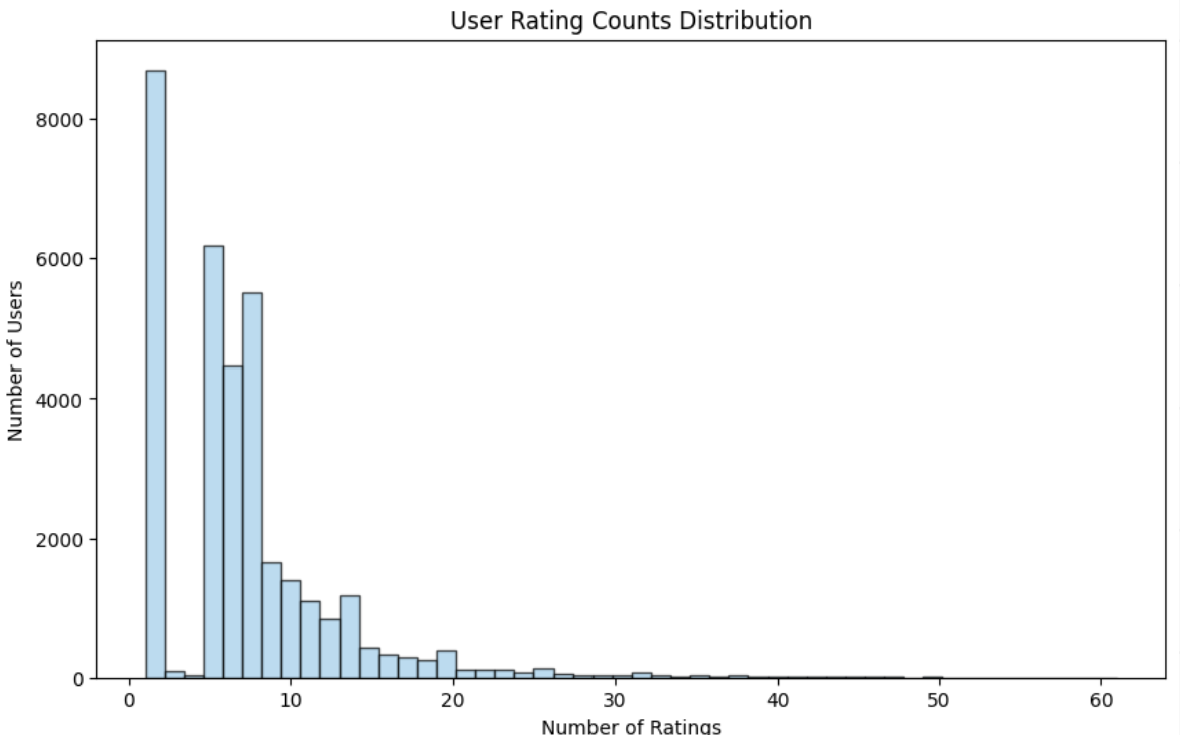 User Rating Counts Distribution
8000
6000
4000
2000
0
Number of Users
0 10 20 30 40 50 60
Number of Ratings